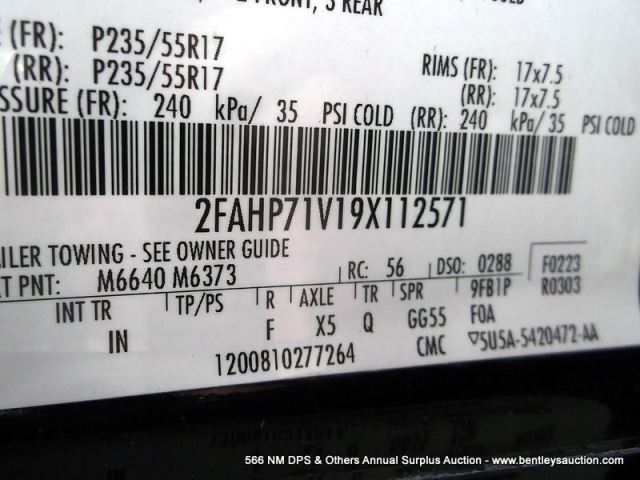 FRONT, 3 REAR
(FR): P235/55R17 RIMS (FR): 17x7.5
(RR): P235/55R17 (RR): 17x7.5
(FR): 240 kPa/ 35 PSI COLD (RR): 240 kPa/ 35 PSI COLD
2FAHP71V19X112571
TOWING - SEE OWNER GUIDE
PNT: M6640 M6373 RC: 56 DSO: 0288 F0223
INT TR TP/PS R AXLE TR SPR 9FB1P R0303
IN F X5 Q GG55 FOA
1200810277264 CMC ▽5U5A-5420472-AA
566 NM DPS & Others Annual Surplus Auction - www.bentleysauction.com